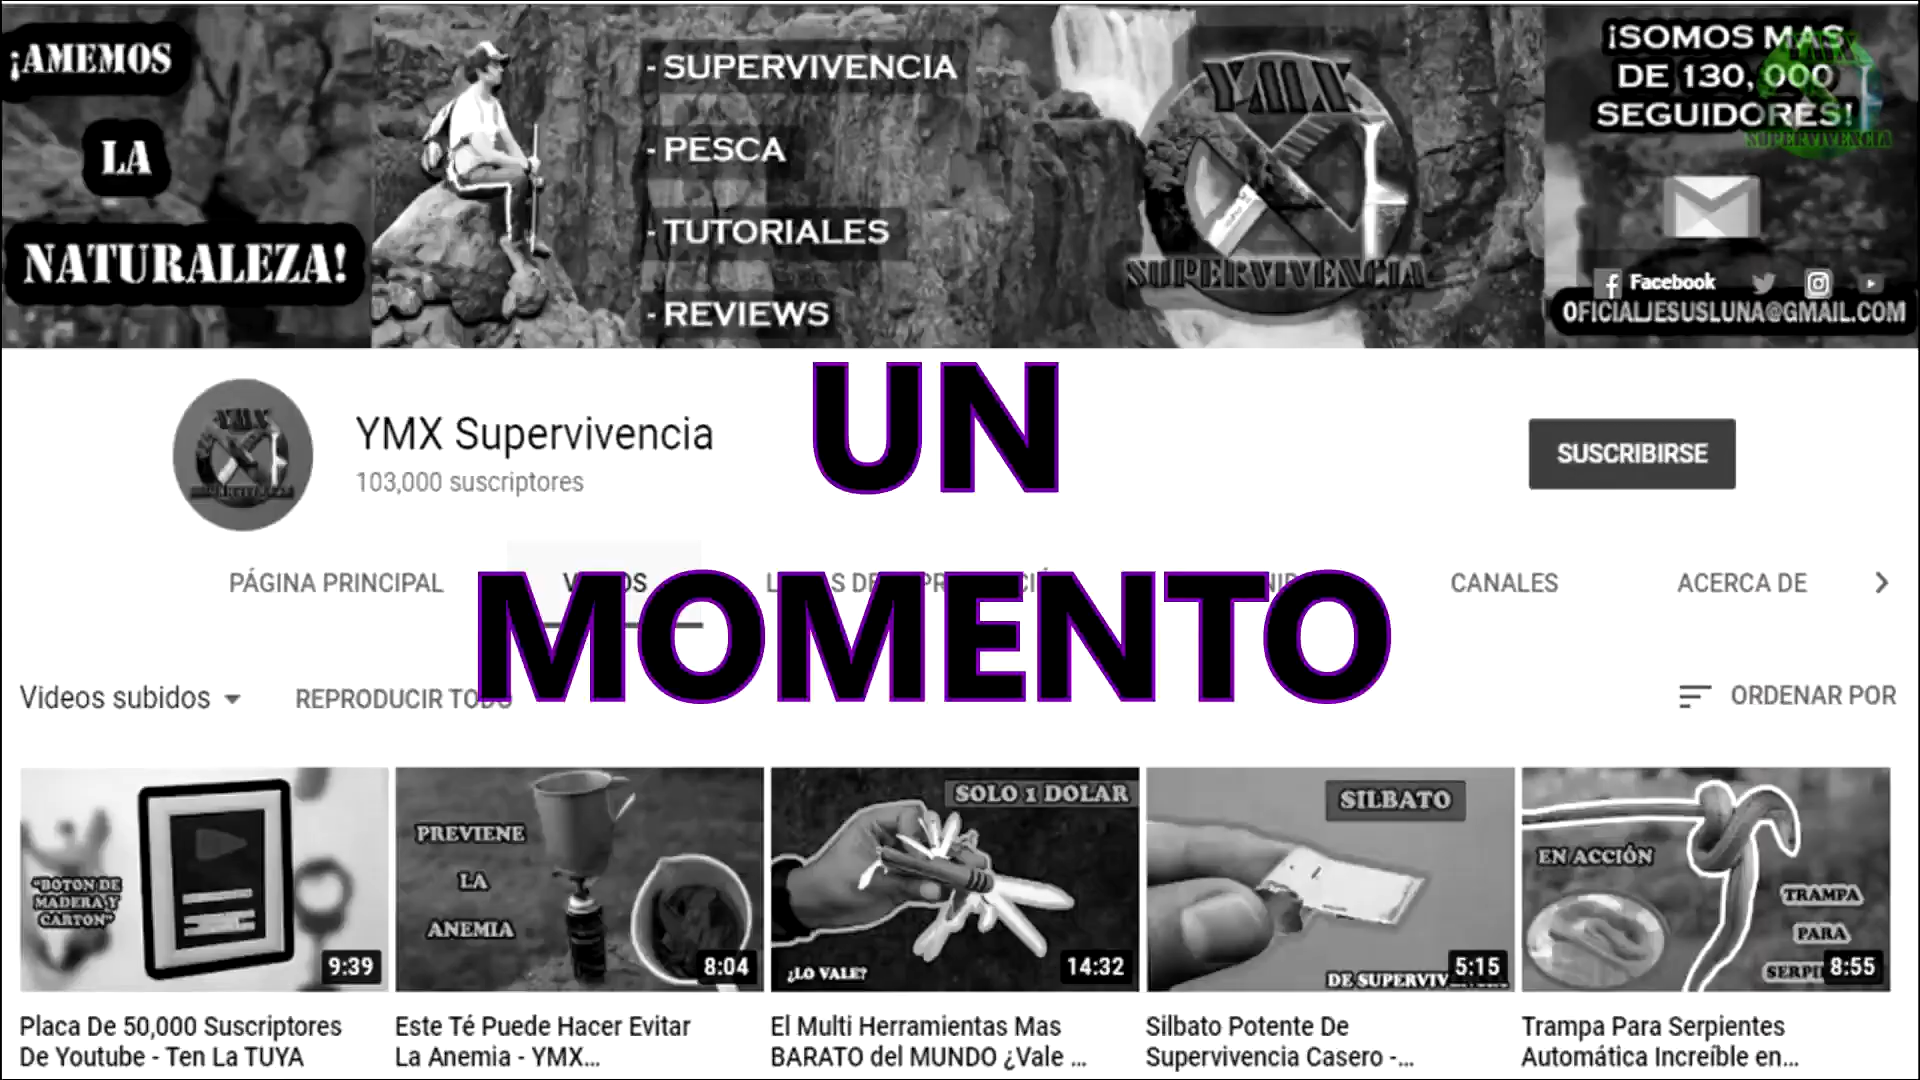 ¡AMEMOS
LA
NATURALEZA!
- SUPERVIVENCIA
- PESCA
- TUTORIALES
- REVIEWS
YMX
SUPERVIVENCIA
¡SOMOS MAS
DE 130,000
SEGUIDORES!
YMX
SUPERVIVENCIA
Facebook
OFICIALJESUSLUNA@GMAIL.COM
YMX Supervivencia
103,000 suscriptores
SUSCRIBIRSE
UN
MOMENTO
PÁGINA PRINCIPAL
CANALES
ACERCA DE
Videos subidos
REPRODUCIR TODO
ORDENAR POR
"BOTON DE
MADERA Y
CARTON"
9:39
PREVIENE
LA
ANEMIA
8:04
SOLO 1 DOLAR
¿LO VALE?
14:32
SILBATO
5:15
EN ACCIÓN
TRAMPA
PARA
8:55
Placa De 50,000 Suscriptores
De Youtube - Ten La TUYA
Este Té Puede Hacer Evitar
La Anemia - YMX...
El Multi Herramientas Mas
BARATO del MUNDO ¿Vale ...
Silbato Potente De
Supervivencia Casero -...
Trampa Para Serpientes
Automática Increíble en...